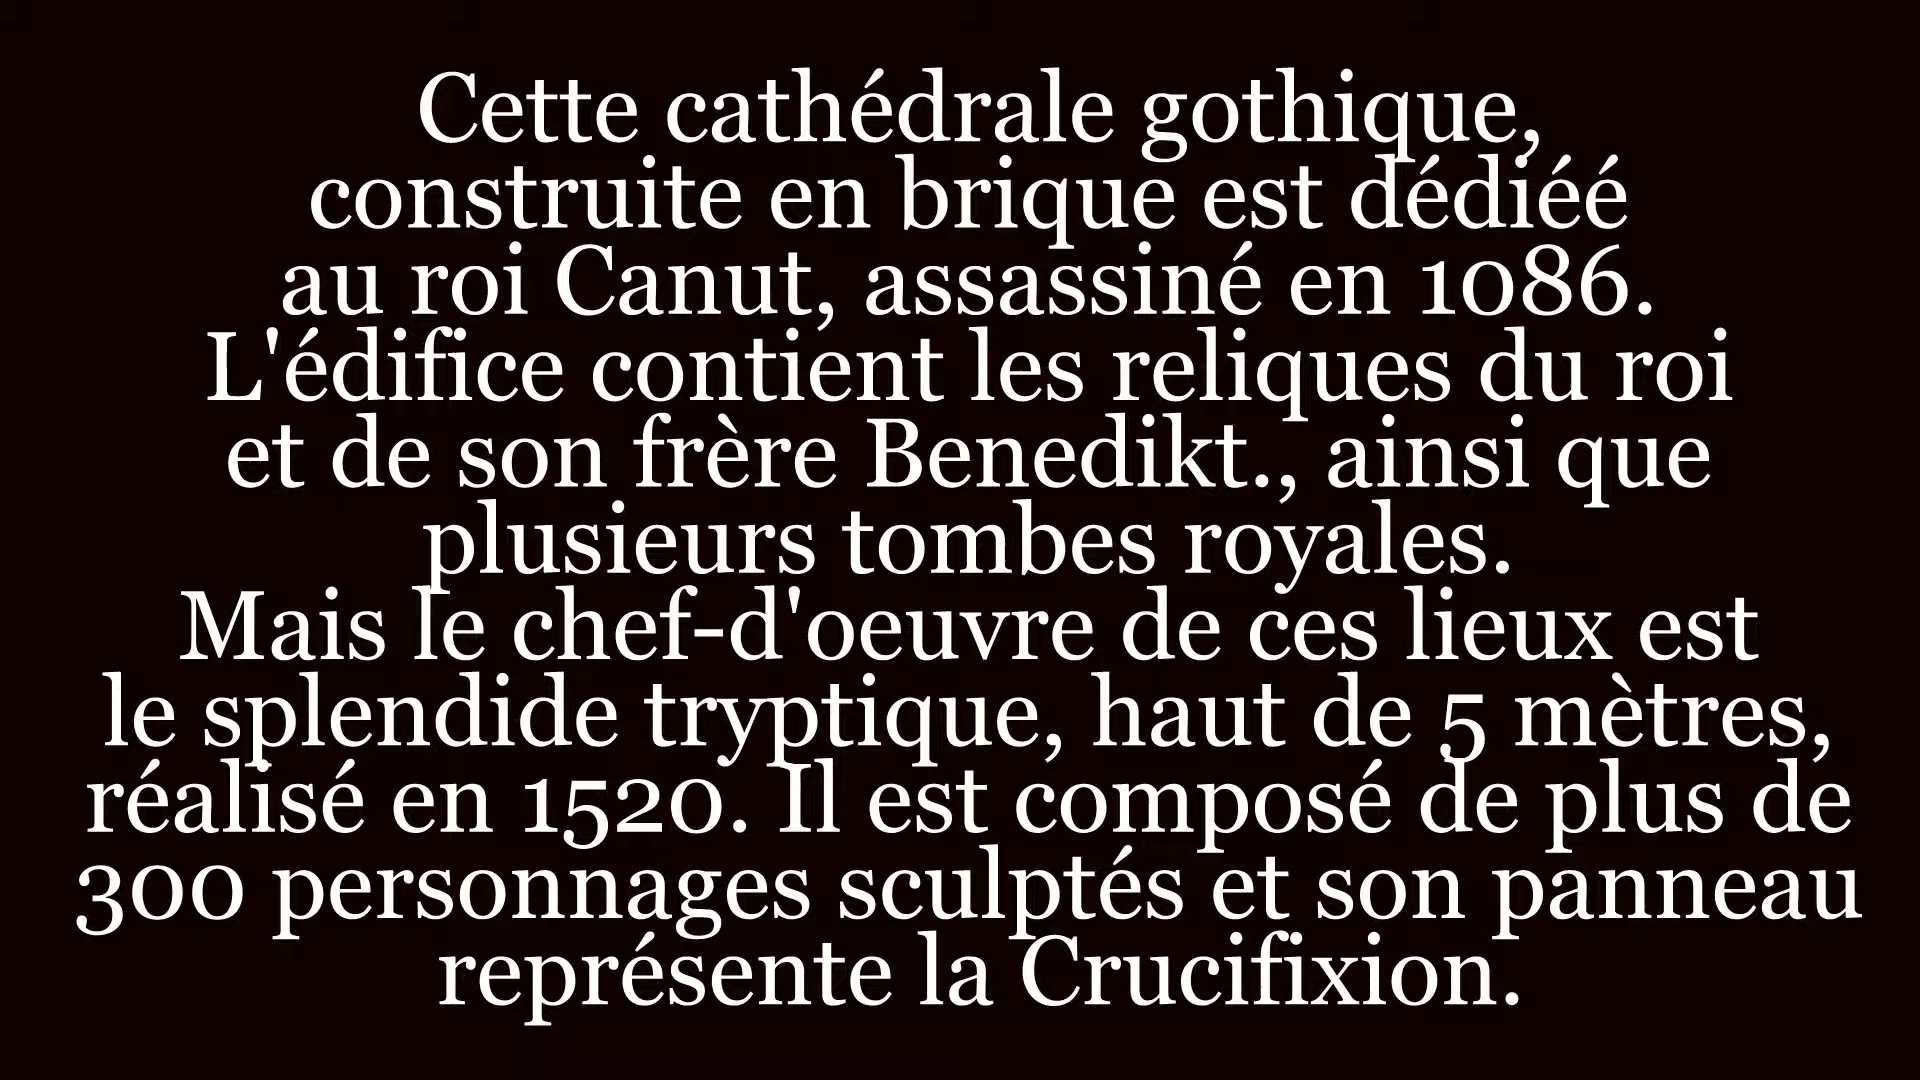 Cette cathédrale gothique,
construite en brique est dédiéé
au roi Canut, assassiné en 1086.
L'édifice contient les reliques du roi
et de son frère Benedikt., ainsi que
plusieurs tombes royales.
Mais le chef-d'oeuvre de ces lieux est
le splendide tryptique, haut de 5 mètres,
réalisé en 1520. Il est composé de plus de
300 personnages sculptés et son panneau
représente la Crucifixion.